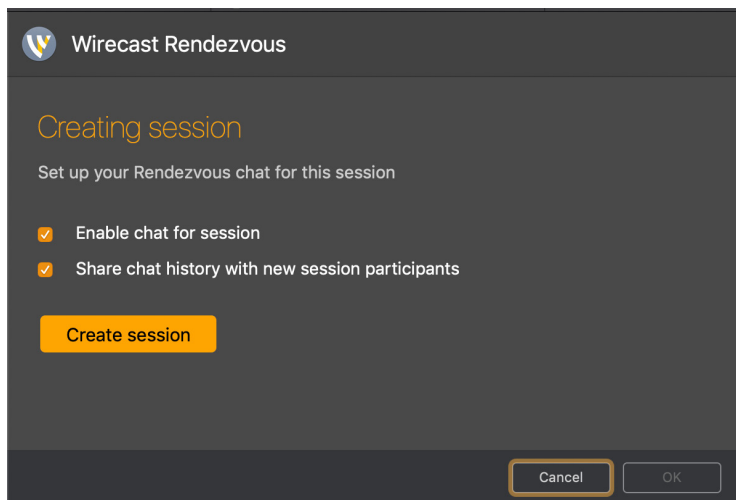 Wirecast Rendezvous
Creating session
Set up your Rendezvous chat for this session
Enable chat for session
Share chat history with new session participants
Create session
Cancel
OK